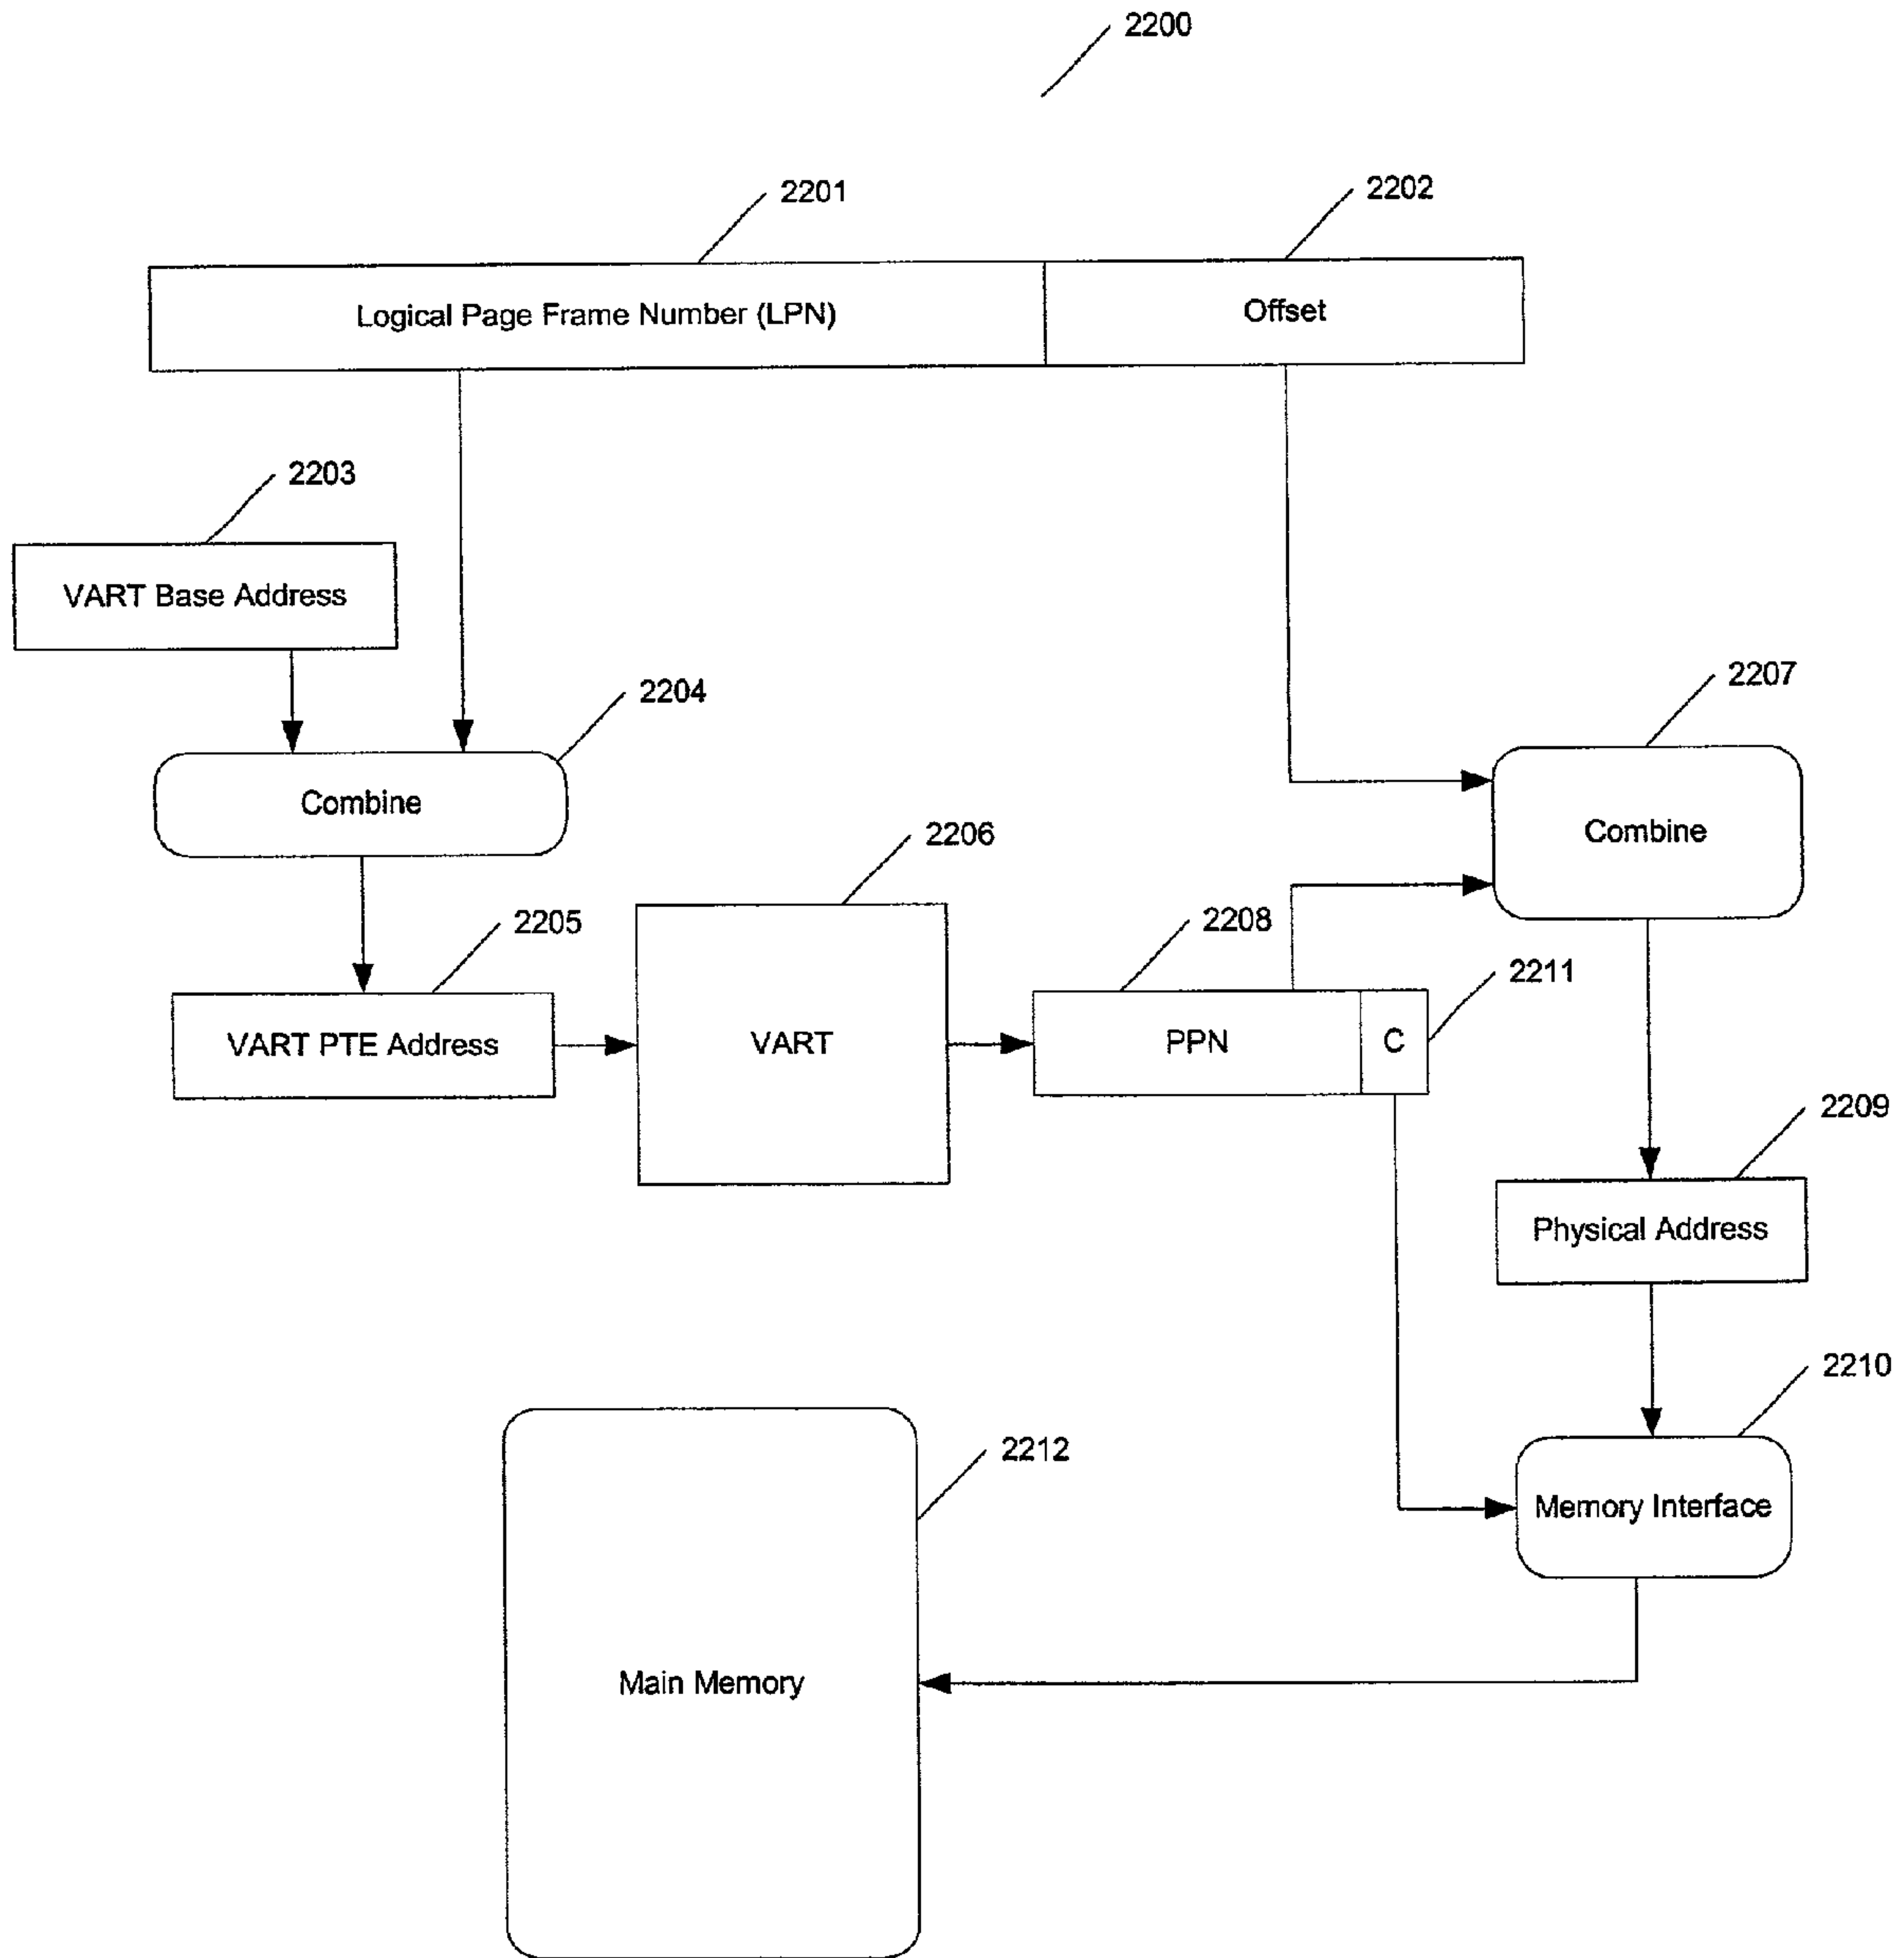 2200
2201
2202
Logical Page Frame Number (LPN)
Offset
2203
VART Base Address
2204
2207
Combine
Combine
2206
2205
2208
2211
VART PTE Address
VART
PPN
C
2209
Physical Address
2210
2212
Memory Interface
Main Memory